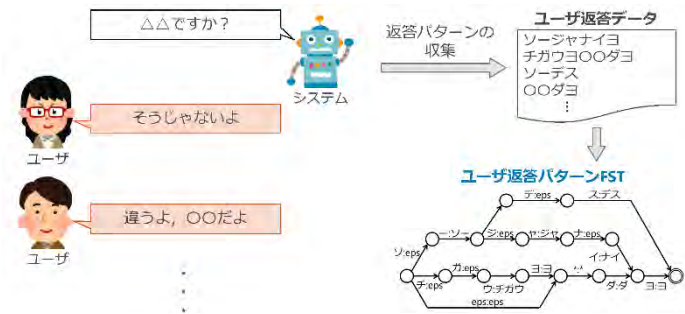 △△ですか？
システム
そうじゃないよ
ユーザ
違うよ，〇〇だよ
ユーザ
返答パターンの
収集
ユーザ返答データ
ソージャナイヨ
チガウヨ〇〇ダヨ
ソーデス
〇〇ダヨ
ユーザ返答パターンFST
デ:eps
ス:デス
ー:ソー
ジ:eps
ャ:ジャ
ナ:eps
ソ:eps
イ:ナイ
ガ:eps
ヨ:ヨ
チ:eps
ウ:チガウ
ダ:ダ
ヨ:ヨ
eps:eps